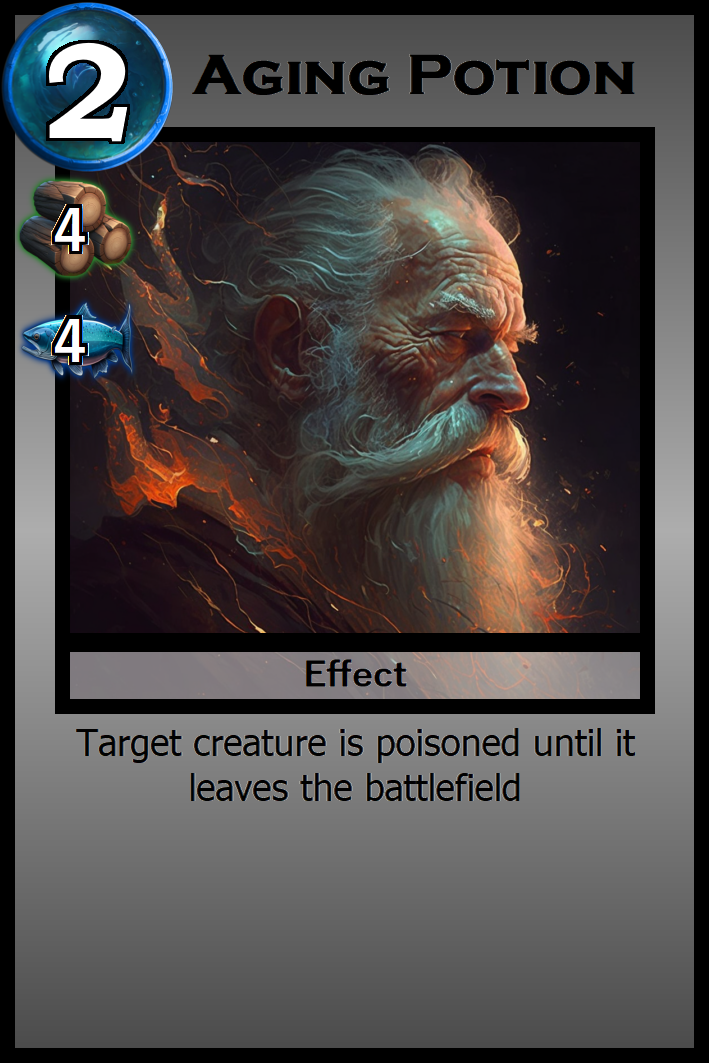 2
Aging Potion
4
4
Effect
Target creature is poisoned until it
leaves the battlefield